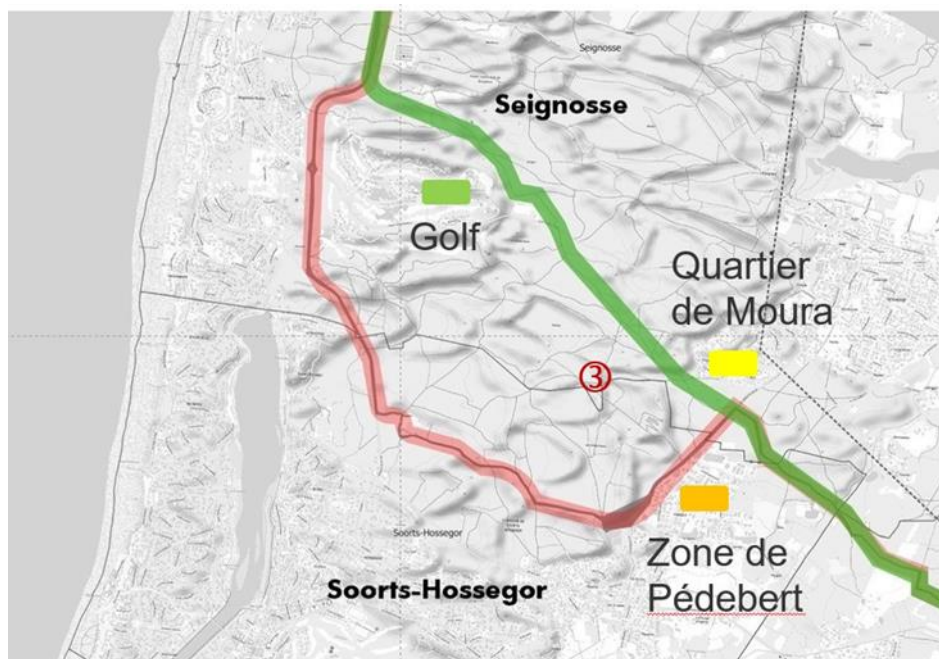 Seignosse
Seignosse
Golf
Quartier
de Moura
③
Soorts-Hossegor
Zone de
Soorts-Hossegor
Pédebert